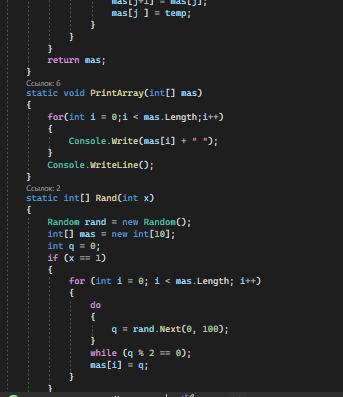 mas[j+1] = mas[j];
mas[j ] = temp;
}
}
}
return mas;
}
Ссылок: 6
static void PrintArray(int[] mas)
{
for(int i = 0;i < mas.Length;i++)
{
Console.Write(mas[i] + " ");
}
Console.WriteLine();
}
Ссылок: 2
static int[] Rand(int x)
{
Random rand = new Random();
int[] mas = new int[10];
int q = 0;
if (x == 1)
{
for (int i = 0; i < mas.Length; i++)
{
do
{
q = rand.Next(0, 100);
}
while (q % 2 == 0);
mas[i] = q;
}
}